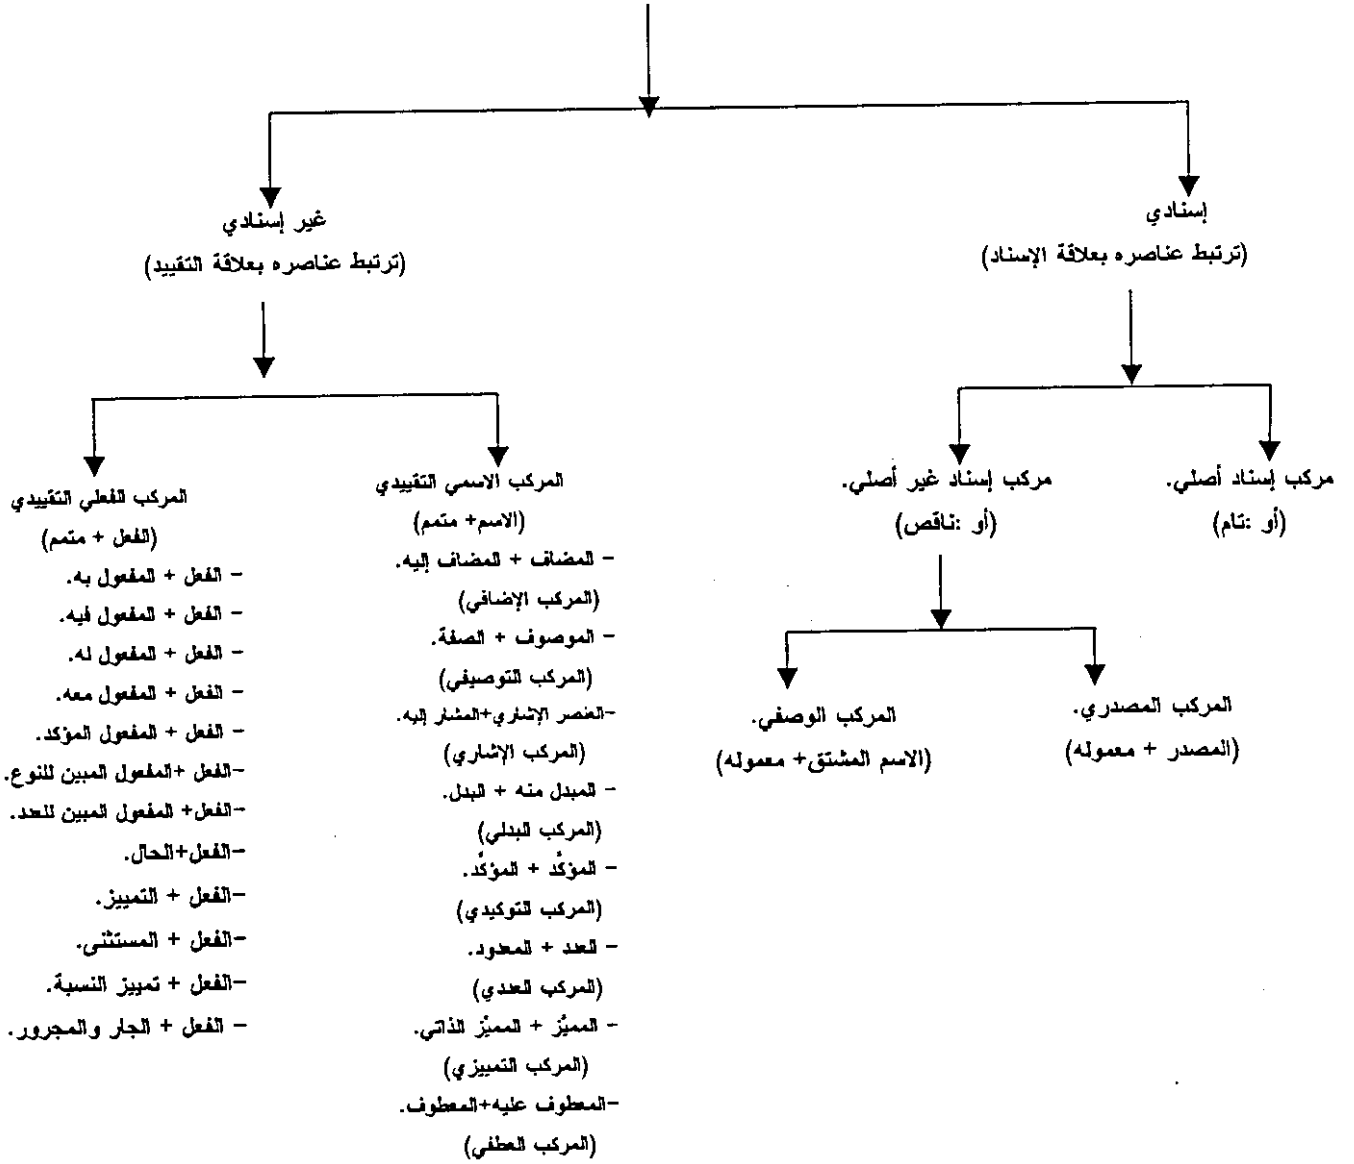 إسنادي
(ترتبط عناصره بعلاقة الإسناد)
غير إسنادي
(ترتبط عناصره بعلاقة التقييد)
مركب إسناد أصلي.
(أو :تام)
مركب إسناد غير أصلي.
(أو :ناقص)
المركب المصدري.
(المصدر + معموله)
المركب الوصفي.
(الاسم المشتق+ معموله)
المركب الاسمي التقييدي
(الاسم+ متمم)
- المضاف + المضاف إليه.
(المركب الإضافي)
- الموصوف + الصفة.
(المركب التوصيفي)
-العنصر الإشاري+المشار إليه.
(المركب الإشاري)
- المبدل منه + البدل.
(المركب البدلي)
- المؤكَّد + المؤكِّد.
(المركب التوكيدي)
- العدد + المعدود.
(المركب العددي)
- المميَّز + المميِّز الذاتي.
(المركب التمييزي)
-المعطوف عليه+المعطوف.
(المركب العطفي)
المركب الفعلي التقييدي
(الفعل + متمم)
- الفعل + المفعول به.
- الفعل + المفعول فيه.
- الفعل + المفعول له.
- الفعل + المفعول معه.
- الفعل + المفعول المؤكد.
-الفعل +المفعول المبين للنوع.
-الفعل+ المفعول المبين للعدد.
-الفعل+الحال.
-الفعل + التمييز.
-الفعل + المستثنى.
-الفعل + تمييز النسبة.
- الفعل + الجار والمجرور.